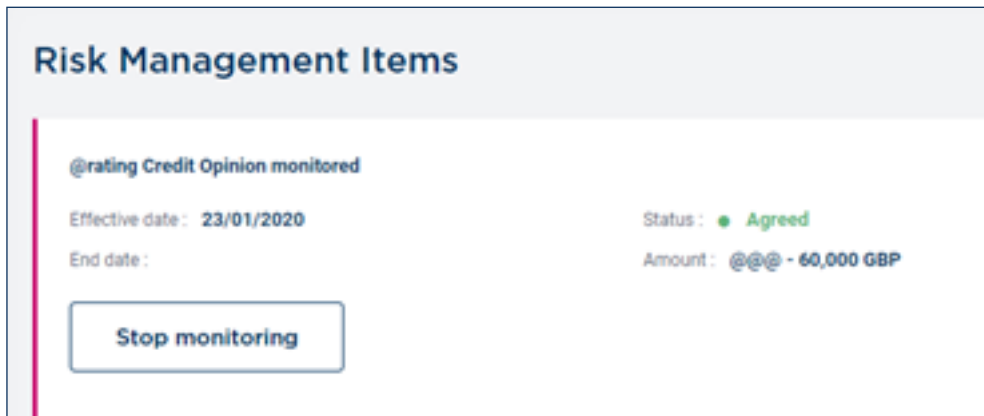 Risk Management Items
@rating Credit Opinion monitored
Effective date : 23/01/2020
Status : Agreed
End date :
Amount : @@@ - 60,000 GBP
Stop monitoring